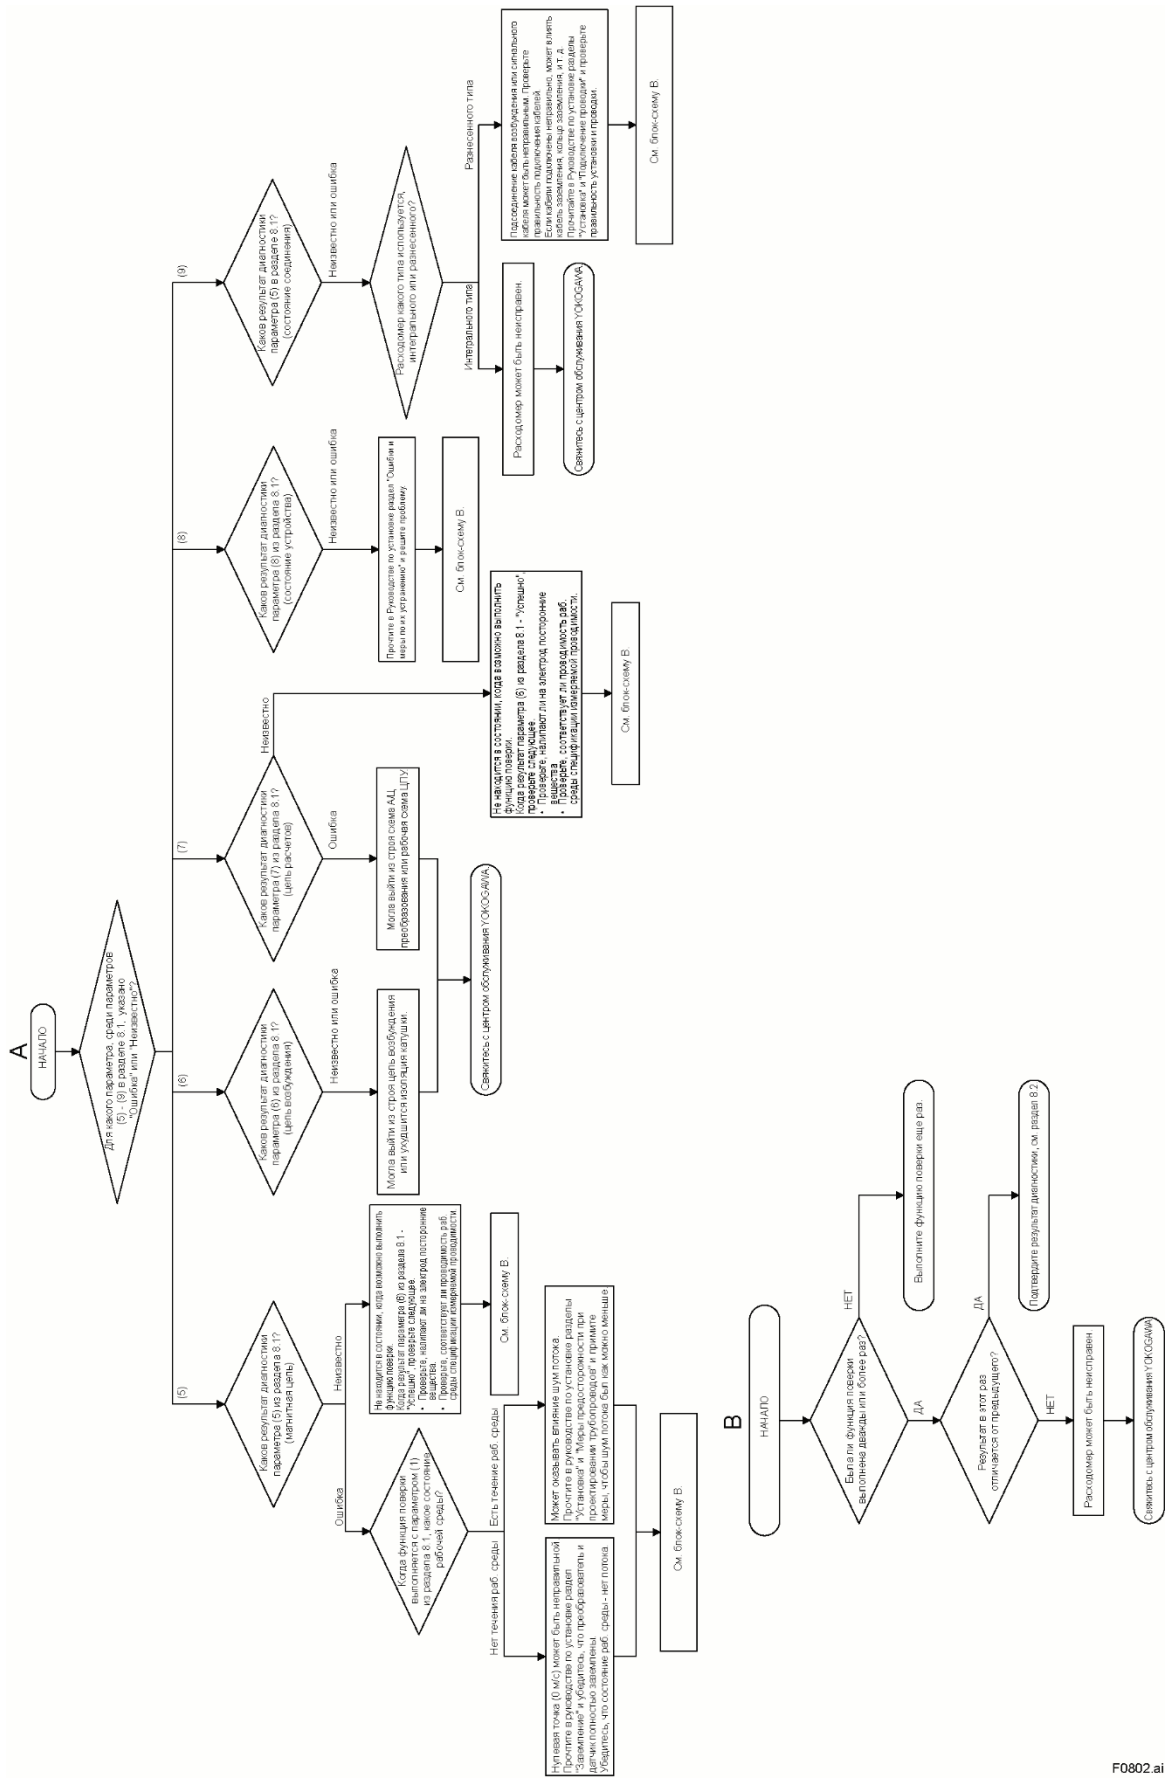 A
НАЧАЛО
Для какого параметра, среди параметров
(5) - (9) в разделе 8.1, указано
"Ошибка" или "Неизвестно"?
(5)
Каков результат диагностики
параметра (5) из раздела 8.1?
(магнитная цепь)
Ошибка
Неизвестно
Когда функция поверки
выполняется с параметром (1)
из раздела 8.1, какое состояние
рабочей среды?
Не находится в состоянии, когда возможно выполнить
функцию поверки.
Когда результат параметра (6) из раздела 8.1 -
"Успешно", проверьте следующее.
• Проверьте, налипают ли на электрод посторонние
вещества.
• Проверьте, соответствует ли проводимость раб.
среды спецификации измеряемой проводимости.
См. блок-схему B.
Нет течения раб. среды
Есть течение раб. среды
Нулевая точка (0 м/с) может быть неправильной
Прочтите в руководстве по установке раздел
"Заземление" и убедитесь, что преобразователь и
датчик полностью заземлены.
Убедитесь, что состояние раб. среды - нет потока.
Может оказывать влияние шум потока.
Прочтите в руководстве по установке разделы
"Установка" и "Меры предосторожности при
проектировании трубопроводов" и примите
меры, чтобы шум потока был как можно меньше
См. блок-схему B.
(6)
Каков результат диагностики
параметра (6) из раздела 8.1?
(цепь возбуждения)
Неизвестно или ошибка
Могла выйти из строя цепь возбуждения
или ухудшится изоляция катушки.
(7)
Каков результат диагностики
параметра (7) из раздела 8.1?
(цепь расчетов)
Ошибка
Неизвестно
Могла выйти из строя схема ААЦ
преобразования или рабочая схема ЦПУ.
Свяжитесь с центром обслуживания YOKOGAWA.
Не находится в состоянии, когда возможно выполнить
функцию поверки.
Когда результат параметра (6) из раздела 8.1 - "Успешно",
проверьте следующее.
• Проверьте, налипают ли на электрод посторонние
вещества
• Проверьте, соответствует ли проводимость раб.
среды спецификации измеряемой проводимости.
См. блок-схему B.
(8)
Каков результат диагностики
параметра (8) из раздела 8.1?
(состояние устройства)
Неизвестно или ошибка
Прочтите в Руководстве по установке раздел "Ошибки и
меры по их устранению" и решите проблему.
См. блок-схему B.
(9)
Каков результат диагностики
параметра (5) в разделе 8.1?
(состояние соединения)
Неизвестно или ошибка
Расходомер какого типа используется,
интегрального или разнесенного?
Интегрального типа
Разнесенного типа
Расходомер может быть неисправен.
Свяжитесь с центром обслуживания YOKOGAWA.
Подсоединение кабеля возбуждения или сигнального
кабеля может быть неправильным. Проверьте
правильность подключения кабелей.
Если кабели подключены неправильно, может влиять
кабель заземления, кольцо заземления, и т. д.
Прочитайте в Руководстве по установке разделы
"Установка" и "Подключение проводки" и проверьте
правильность установки и проводки.
См. блок-схему B.
B
НАЧАЛО
Была ли функция поверки
выполнена дважды или более раз?
НЕТ
Выполните функцию поверки еще раз.
ДА
Результат в этот раз
отличается от предыдущего?
ДА
Подтвердите результат диагностики, см. раздел 8.2
НЕТ
Расходомер может быть неисправен
Свяжитесь с центром обслуживания YOKOGAWA.
F0802.ai